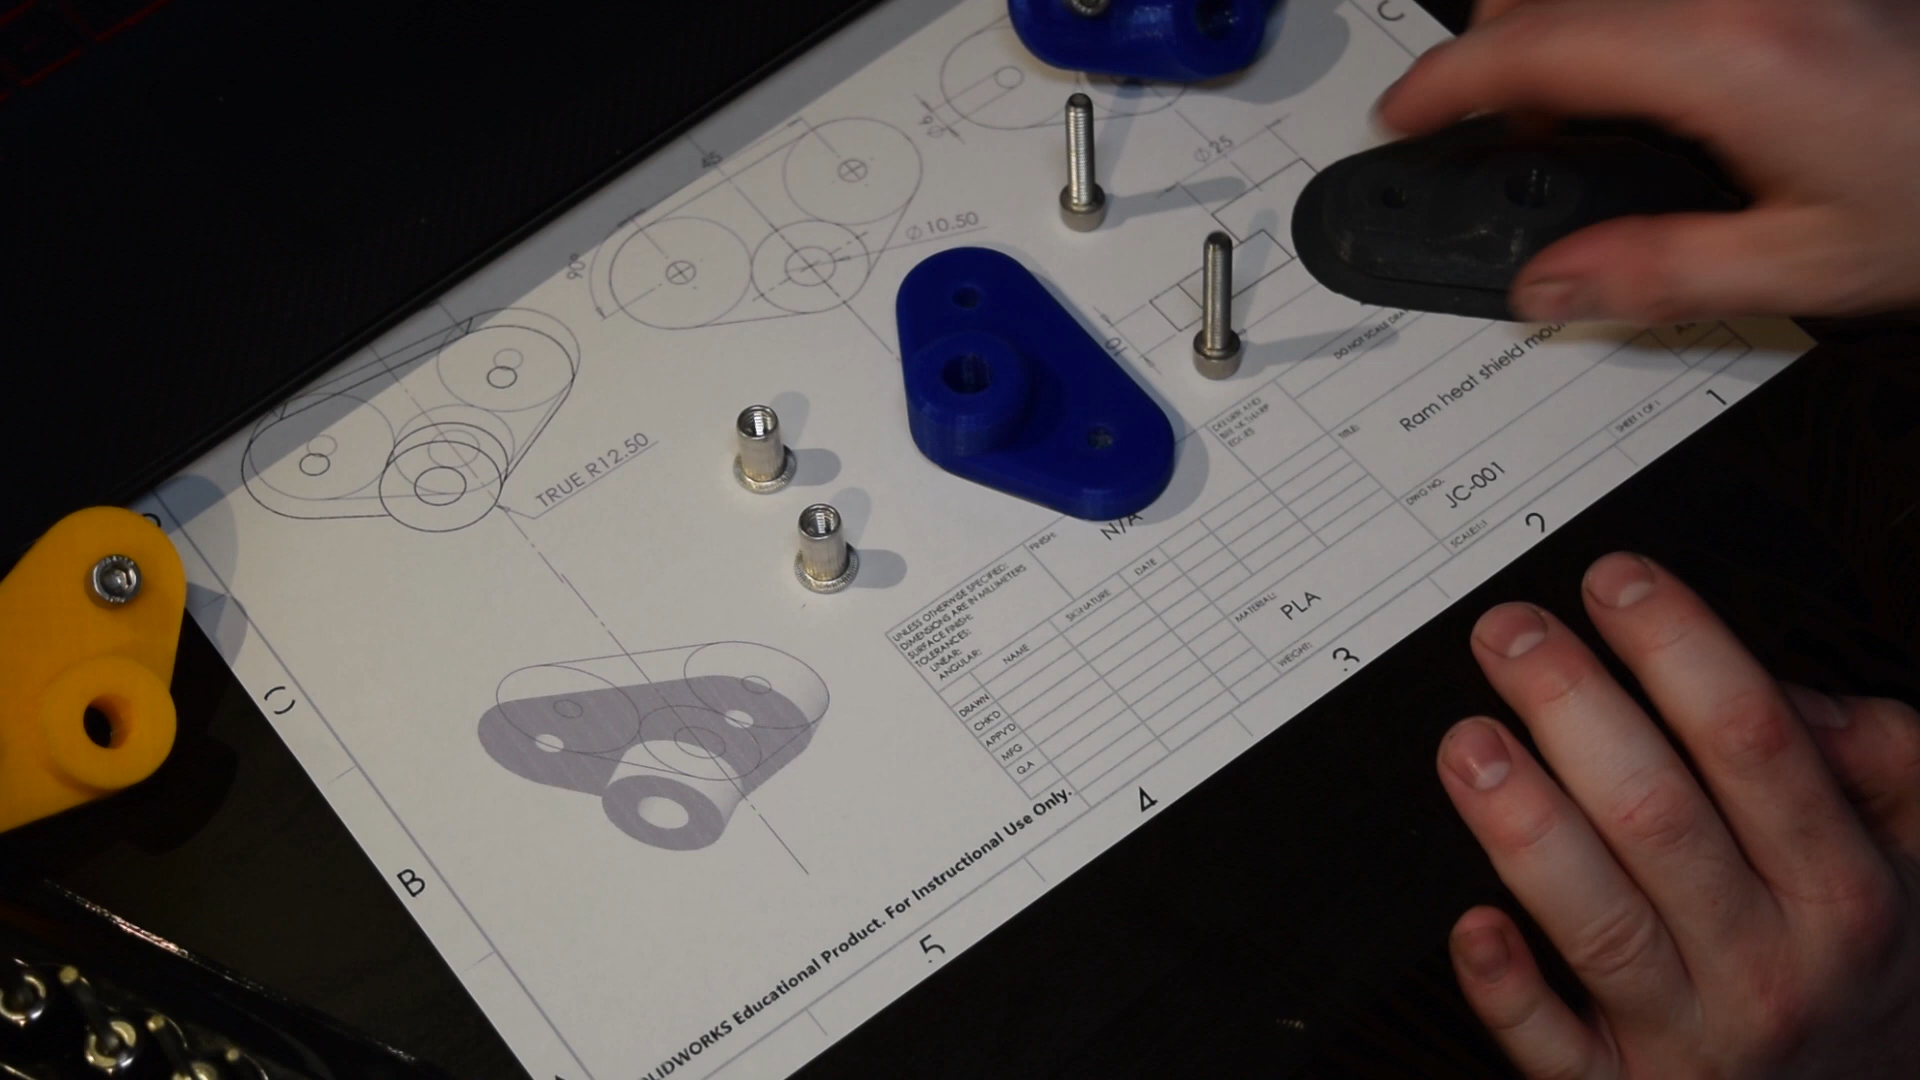 C
Ø6
Ø25
45
Ø10.50
90°
10
TRUE R12.50
DO NOT SCALE DRA
Ram heat shield mou
A4
TITLE:
DEBURR AND
BREAK SHARP
EDGES
1
SHEET 1 OF 1
DWG NO.
JC-001
SCALE:1:1
2
FINISH:
N/A
UNLESS OTHERWISE SPECIFIED:
DIMENSIONS ARE IN MILLIMETERS
SURFACE FINISH:
TOLERANCES:
LINEAR:
ANGULAR:
NAME
SIGNATURE
DATE
MATERIAL:
PLA
WEIGHT:
3
DRAWN
CHK'D
APPV'D
MFG
Q.A
4
C
B
5
LIDWORKS Educational Product. For Instructional Use Only.